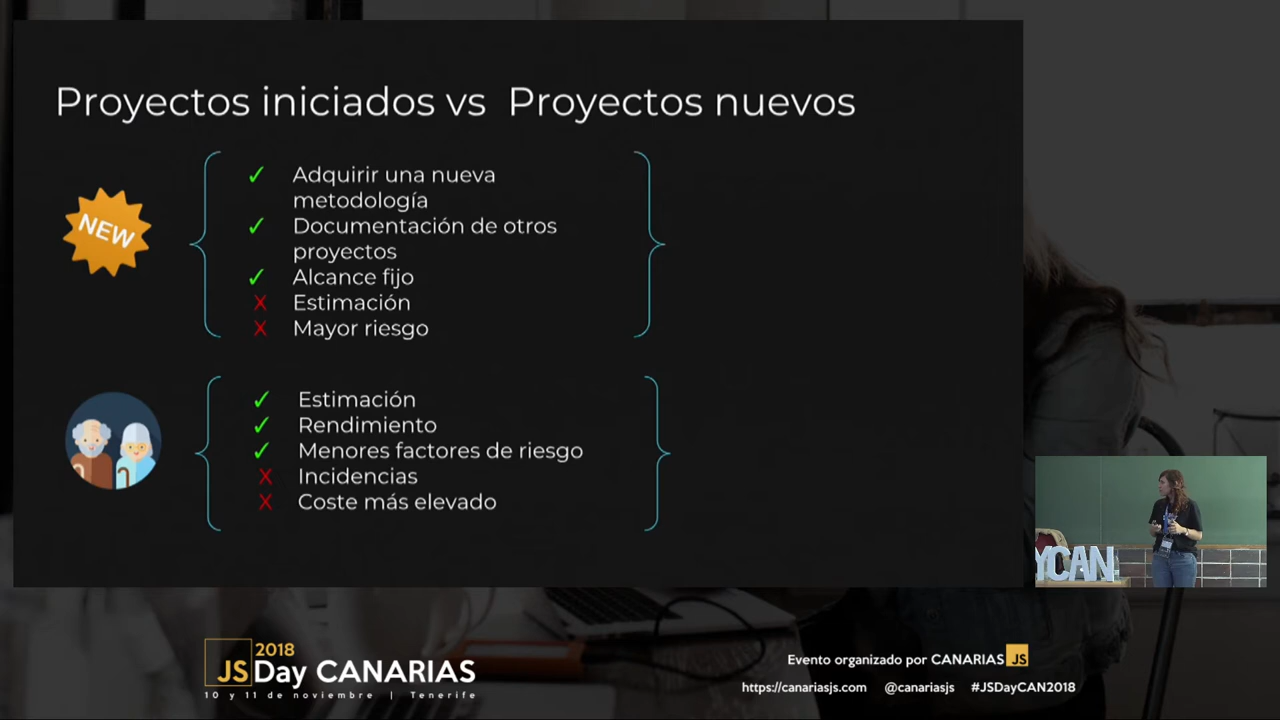 Proyectos iniciados vs Proyectos nuevos
NEW
✓ Adquirir una nueva
metodología
✓ Documentación de otros
proyectos
✓ Alcance fijo
X Estimación
X Mayor riesgo
✓ Estimación
✓ Rendimiento
✓ Menores factores de riesgo
X Incidencias
X Coste más elevado
YCAN
2018
JS Day CANARIAS
10 y 11 de noviembre | Tenerife
Evento organizado por CANARIAS JS
https://canariasjs.com @canariasjs #JSDayCAN2018